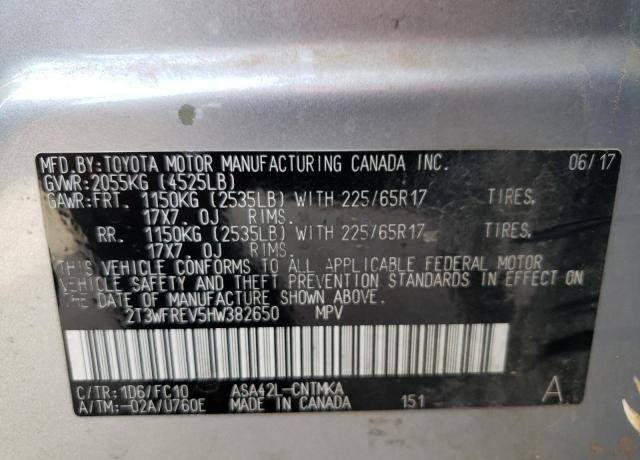 MFD.BY:TOYOTA MOTOR MANUFACTURING CANADA INC. 06/17
GVWR:2055KG (4525LB)
GAWR:FRT. 1150KG (2535LB) WITH 225/65R17 TIRES,
17X7.0J RIMS.
RR. 1150KG (2535LB) WITH 225/65R17 TIRES,
17X7.0J RIMS.
THIS VEHICLE CONFORMS TO ALL APPLICABLE FEDERAL MOTOR
VEHICLE SAFETY AND THEFT PREVENTION STANDARDS IN EFFECT ON
THE DATE OF MANUFACTURE SHOWN ABOVE.
2T3WFREV5HW382650 MPV
C/TR:1D6/FC10 ASA42L-CNTMKA A
A/TM:-02A/U760E MADE IN CANADA 151